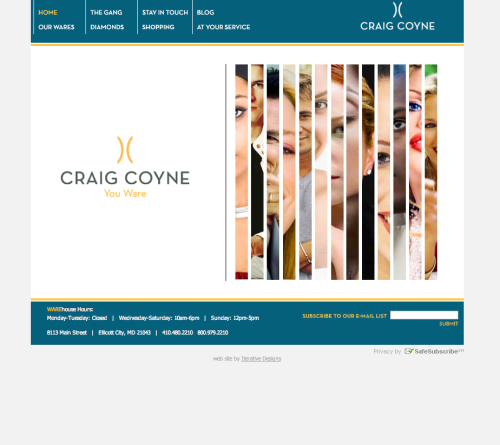 HOME
THE GANG
STAY IN TOUCH
BLOG
OUR WARES
DIAMONDS
SHOPPING
AT YOUR SERVICE
CRAIG COYNE
CRAIG COYNE
You Ware
WAREhouse Hours:
Monday-Tuesday: Closed | Wednesday-Saturday: 10am-6pm | Sunday: 12pm-5pm
SUBSCRIBE TO OUR E-MAIL LIST
SUBMIT
8113 Main Street | Ellicott City, MD 21043 | 410.480.2210 800.979.2210
Privacy by SafeSubscribe℠
web site by Iterative Designs